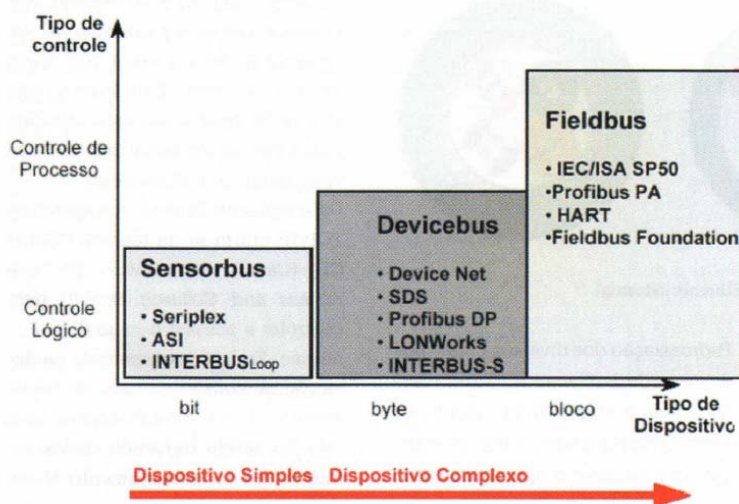 Tipo de
controle
Controle de
Processo
Controle
Lógico
Sensorbus
• Seriplex
• ASI
• INTERBUS Loop
Devicebus
• Device Net
• SDS
• Profibus DP
• LONWorks
• INTERBUS-S
Fieldbus
• IEC/ISA SP50
• Profibus PA
• HART
• Fieldbus Foundation
bit
byte
bloco
Tipo de
Dispositivo
Dispositivo Simples Dispositivo Complexo